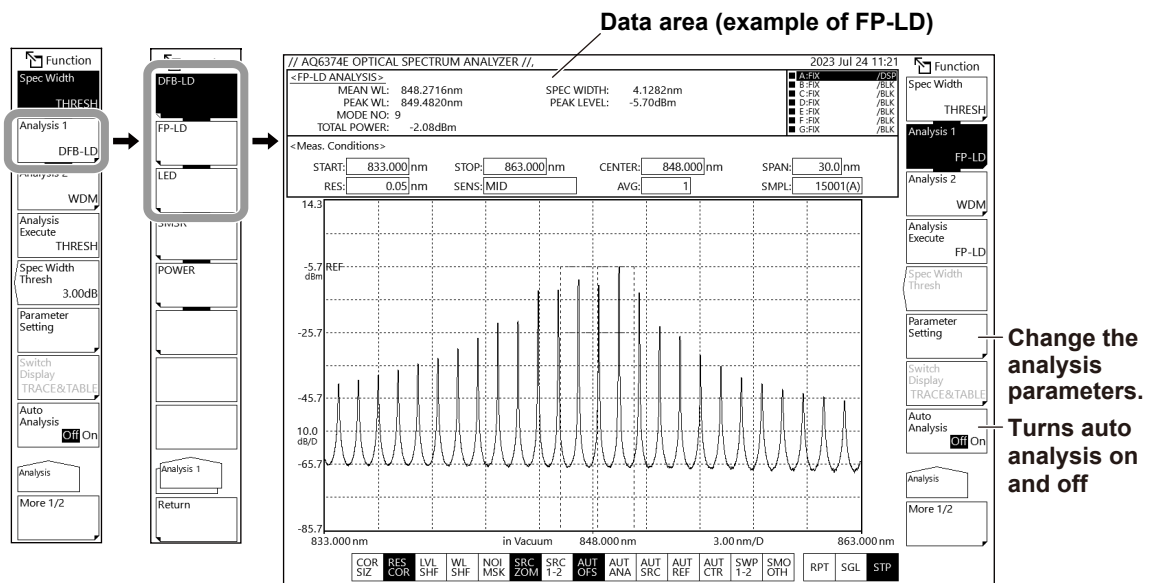 Data area (example of FP-LD)
Function
Spec Width
THRESH
Analysis 1
DFB-LD
Analysis 2
WDM
Analysis
Execute
THRESH
Spec Width
Thresh
3.00dB
Parameter
Setting
Switch
Display
TRACE&TABLE
Auto
Analysis
Off On
Analysis
More 1/2
DFB-LD
FP-LD
LED
SMSR
POWER
Analysis 1
Return
// AQ6374E OPTICAL SPECTRUM ANALYZER //,
2023 Jul 24 11:21
<FP-LD ANALYSIS>
MEAN WL: 848.2716nm SPEC WIDTH: 4.1282nm
PEAK WL: 849.4820nm PEAK LEVEL: -5.70dBm
MODE NO: 9
TOTAL POWER: -2.08dBm
A:FIX /DSP
B:FIX /BLK
C:FIX /BLK
D:FIX /BLK
E:FIX /BLK
F:FIX /BLK
G:FIX /BLK
<Meas. Conditions>
START: 833.000 nm STOP: 863.000 nm CENTER: 848.000 nm SPAN: 30.0 nm
RES: 0.05 nm SENS: MID AVG: 1 SMPL: 15001(A)
14.3
-5.7 REF
dBm
-25.7
-45.7
10.0
dB/D
-65.7
-85.7
833.000 nm in Vacuum 848.000 nm 3.00 nm/D 863.000 nm
COR SIZ
RES COR
LVL SHF
WL SHF
NOI MSK
SRC ZOM
SRC 1-2
AUT OFS
AUT ANA
AUT SRC
AUT REF
AUT CTR
SWP 1-2
SMO OTH
RPT
SGL
STP
Function
Spec Width
THRESH
Analysis 1
FP-LD
Analysis 2
WDM
Analysis
Execute
FP-LD
Spec Width
Thresh
Parameter
Setting
Switch
Display
TRACE&TABLE
Auto
Analysis
Off On
Analysis
More 1/2
Change the
analysis
parameters.
Turns auto
analysis on
and off